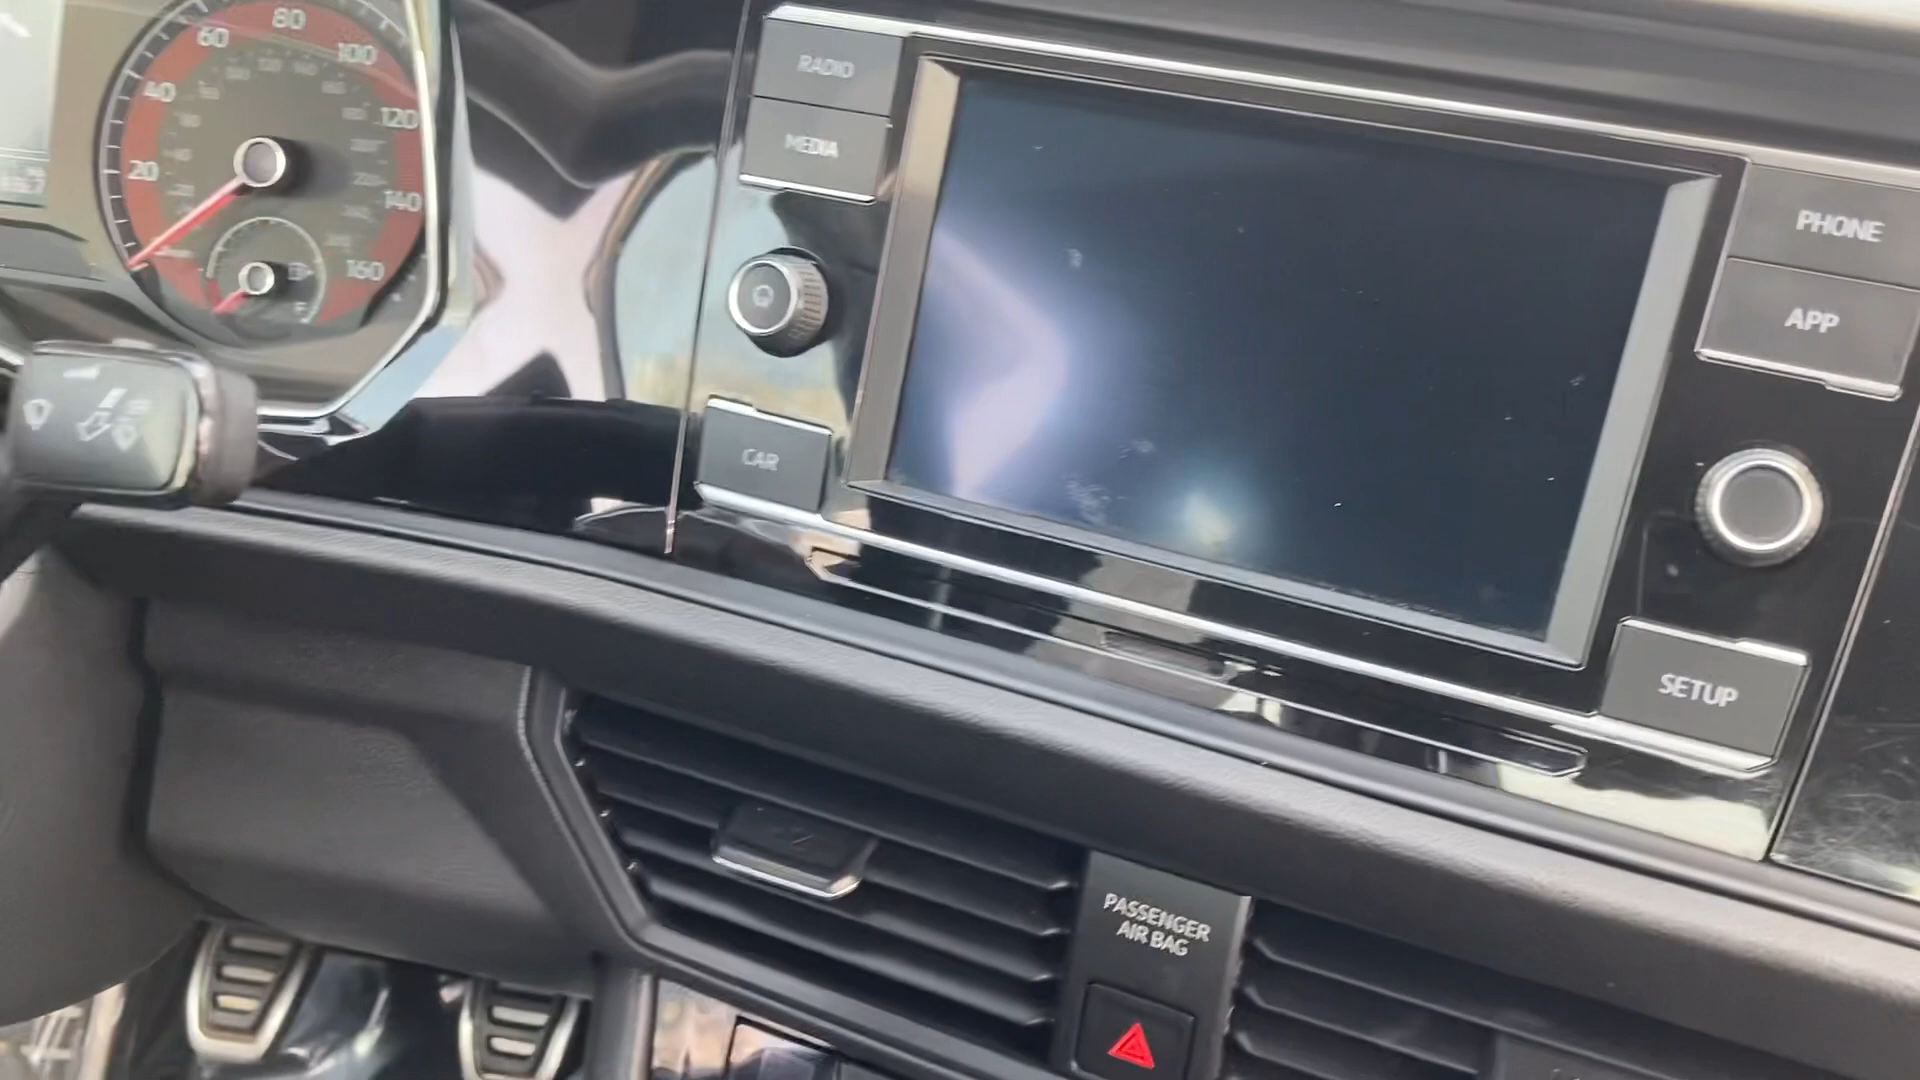 80
60
100
40
120
20
140
160
RADIO
MEDIA
CAR
PHONE
APP
SETUP
PASSENGER
AIR BAG